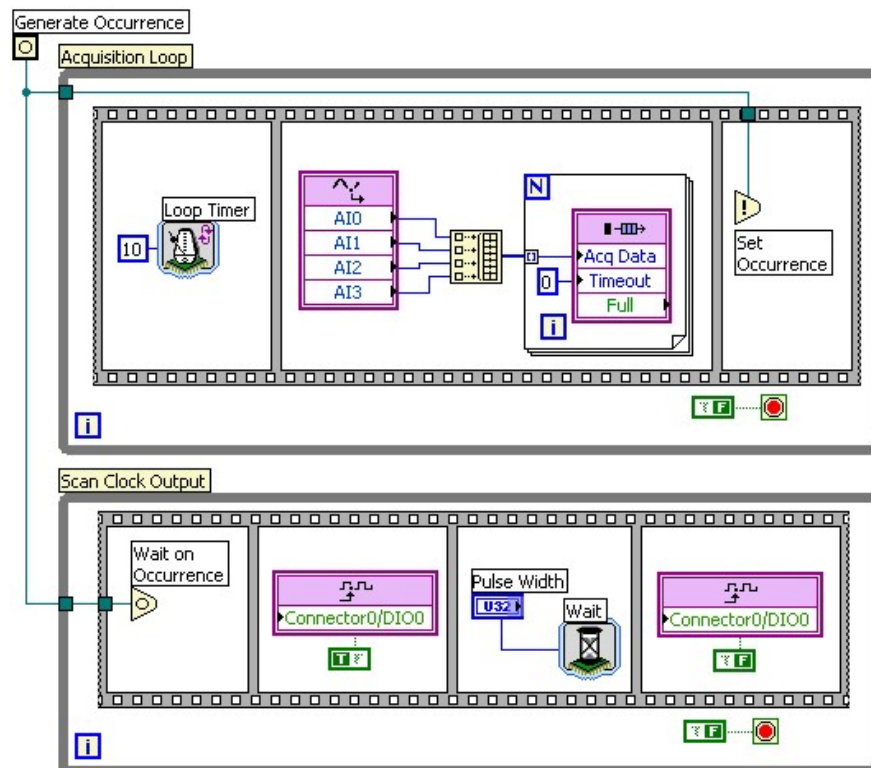 Generate Occurrence
Acquisition Loop
Loop Timer
10
AI0
AI1
AI2
AI3
N
Acq Data
0
Timeout
Full
i
!
Set
Occurrence
F
i
Scan Clock Output
Wait on
Occurrence
Connector0/DIO0
T
Pulse Width
U32
Wait
Connector0/DIO0
F
F
i